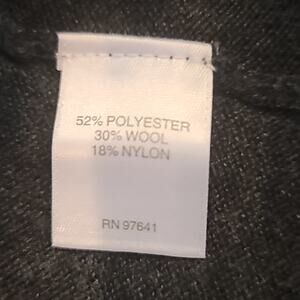 52% POLYESTER
30% WOOL
18% NYLON
RN 97641